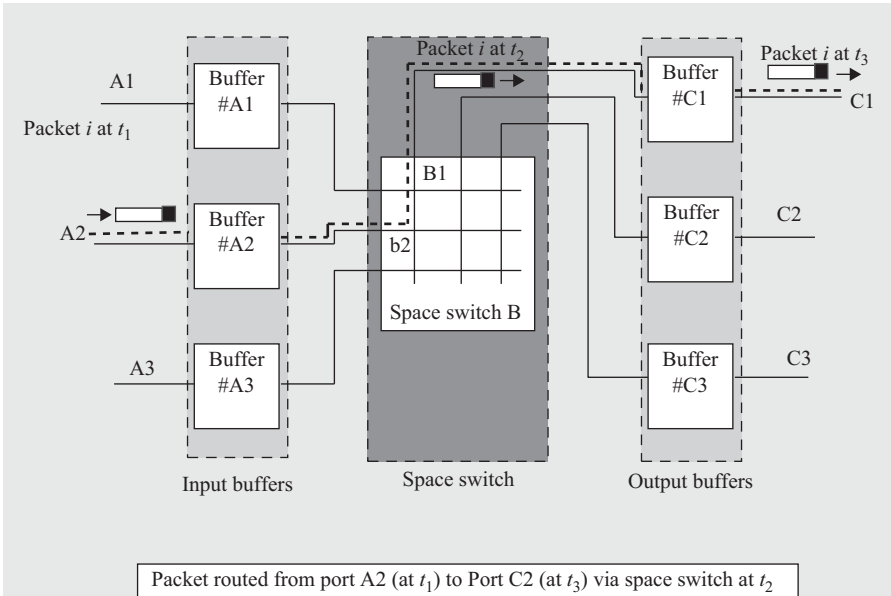 Packet i at t2
Packet i at t3
A1
Buffer
#A1
Buffer
#C1
C1
Packet i at t1
B1
A2
Buffer
#A2
b2
Buffer
#C2
C2
Space switch B
A3
Buffer
#A3
Buffer
#C3
C3
Input buffers
Space switch
Output buffers
Packet routed from port A2 (at t1) to Port C2 (at t3) via space switch at t2